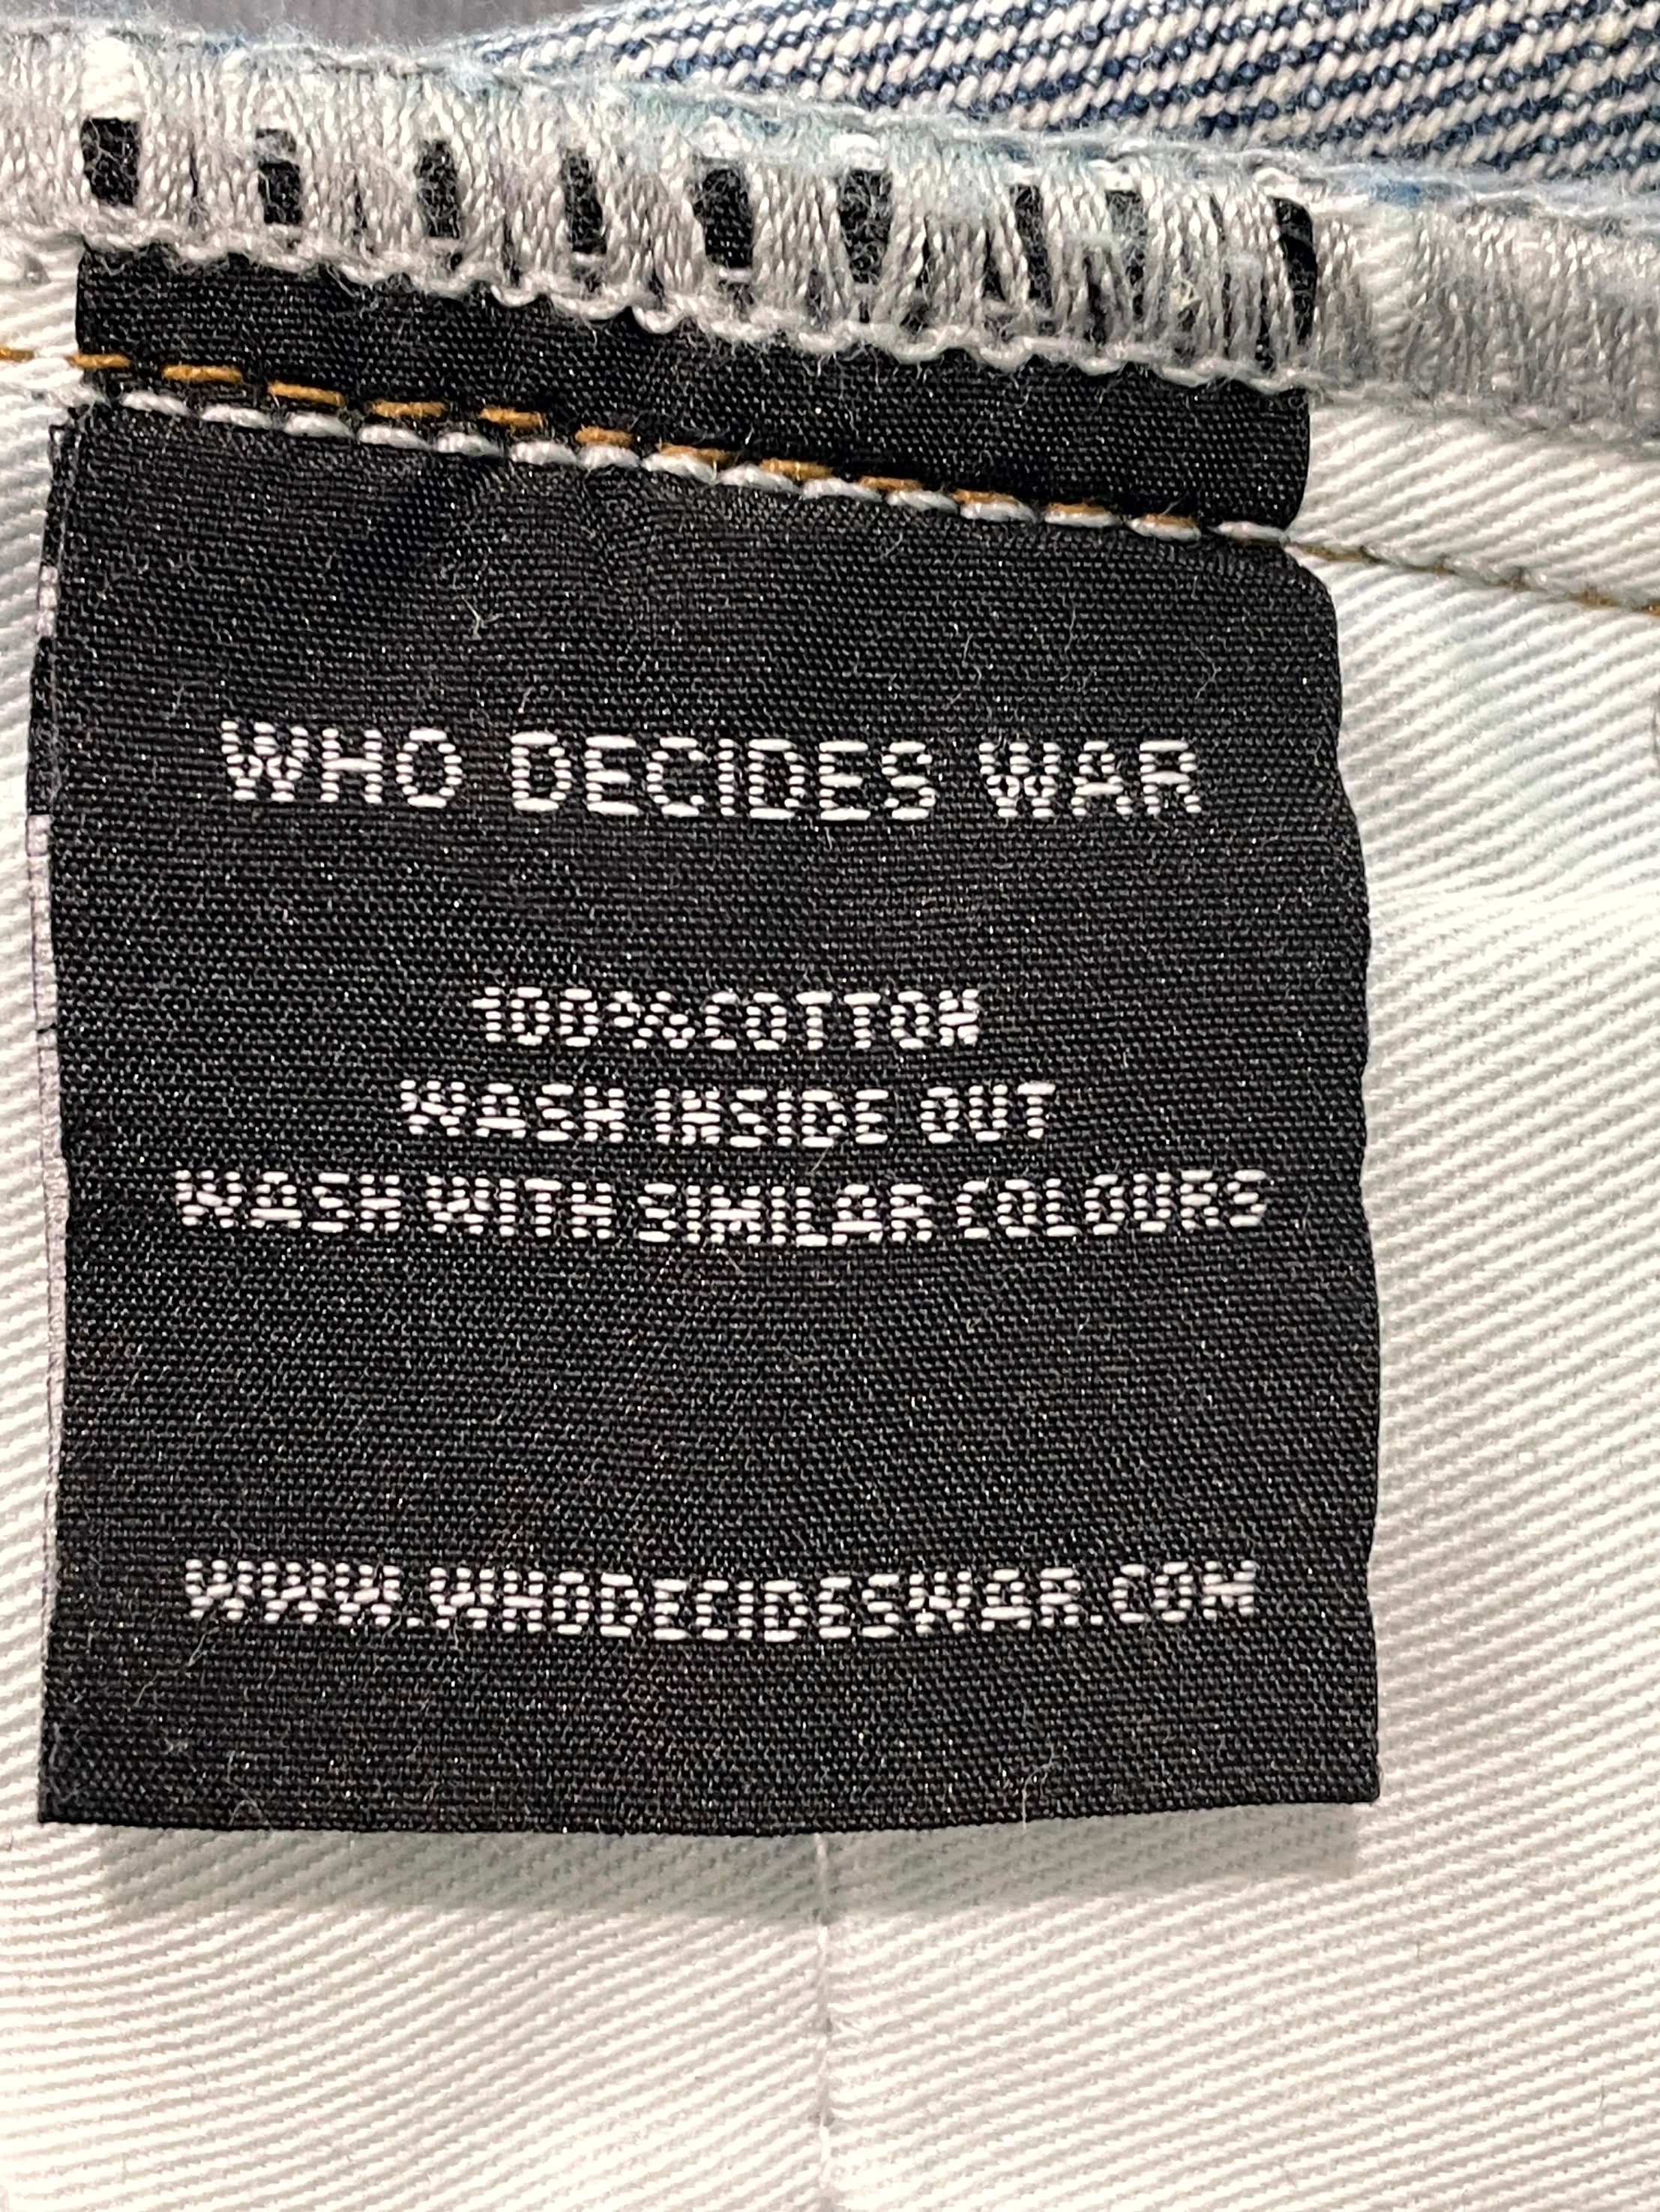 WHO DECIDES WAR
100% COTTON
WASH INSIDE OUT
WASH WITH SIMILAR COLOURS
WWW.WHODECIDESWAR.COM